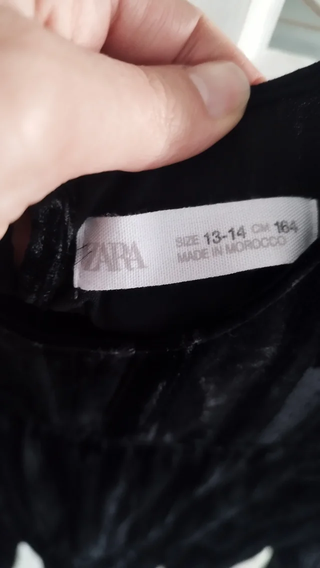 ZARA
SIZE 13-14 CM 164
MADE IN MOROCCO